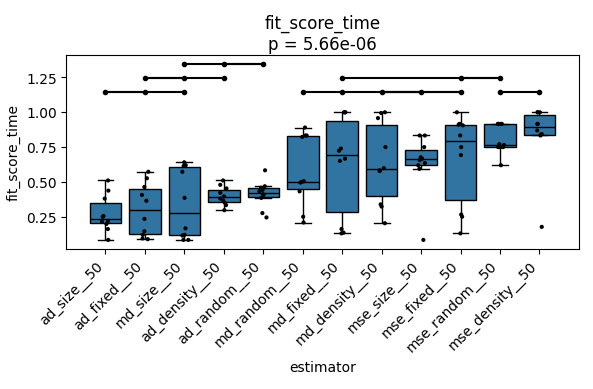 fit_score_time
p = 5.66e-06
fit_score_time
1.25
1.00
0.75
0.50
0.25
ad_size__50
ad_fixed__50
md_size__50
ad_density__50
ad_random__50
md_random__50
md_fixed__50
md_density__50
mse_size__50
mse_fixed__50
mse_random__50
mse_density__50
estimator